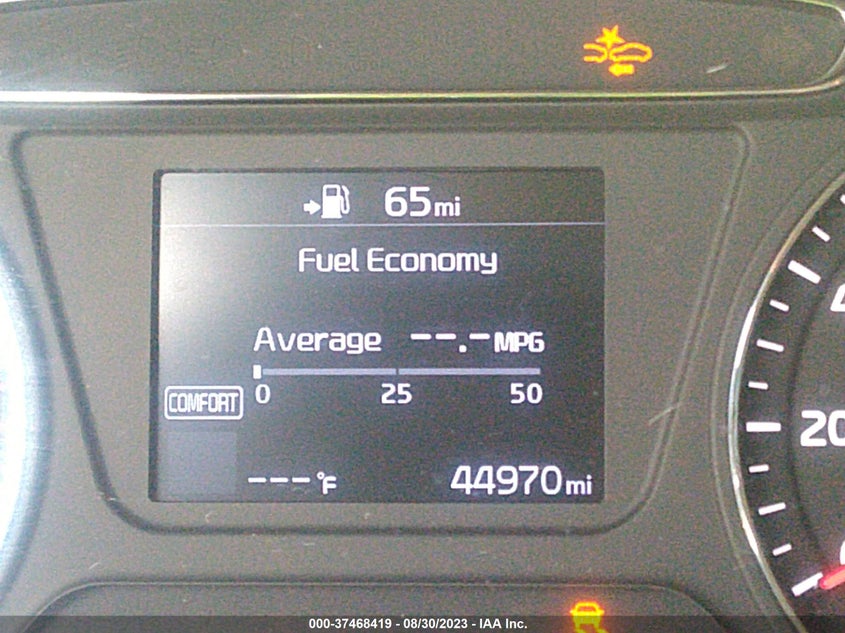 65mi
Fuel Economy
Average --.-MPG
0 25 50
COMFORT
---°F 44970mi
20
000-37468419 - 08/30/2023 - IAA Inc.